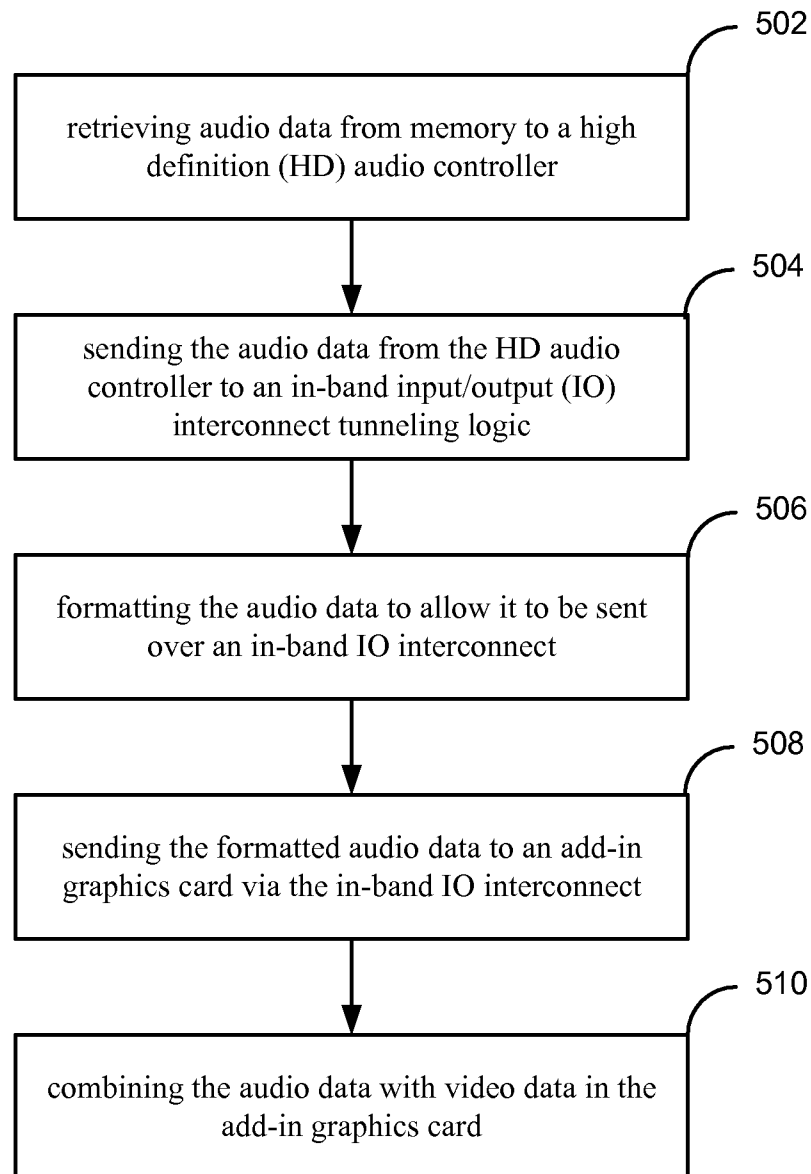 502
retrieving audio data from memory to a high
definition (HD) audio controller
504
sending the audio data from the HD audio
controller to an in-band input/output (IO)
interconnect tunneling logic
506
formatting the audio data to allow it to be sent
over an in-band IO interconnect
508
sending the formatted audio data to an add-in
graphics card via the in-band IO interconnect
510
combining the audio data with video data in the
add-in graphics card